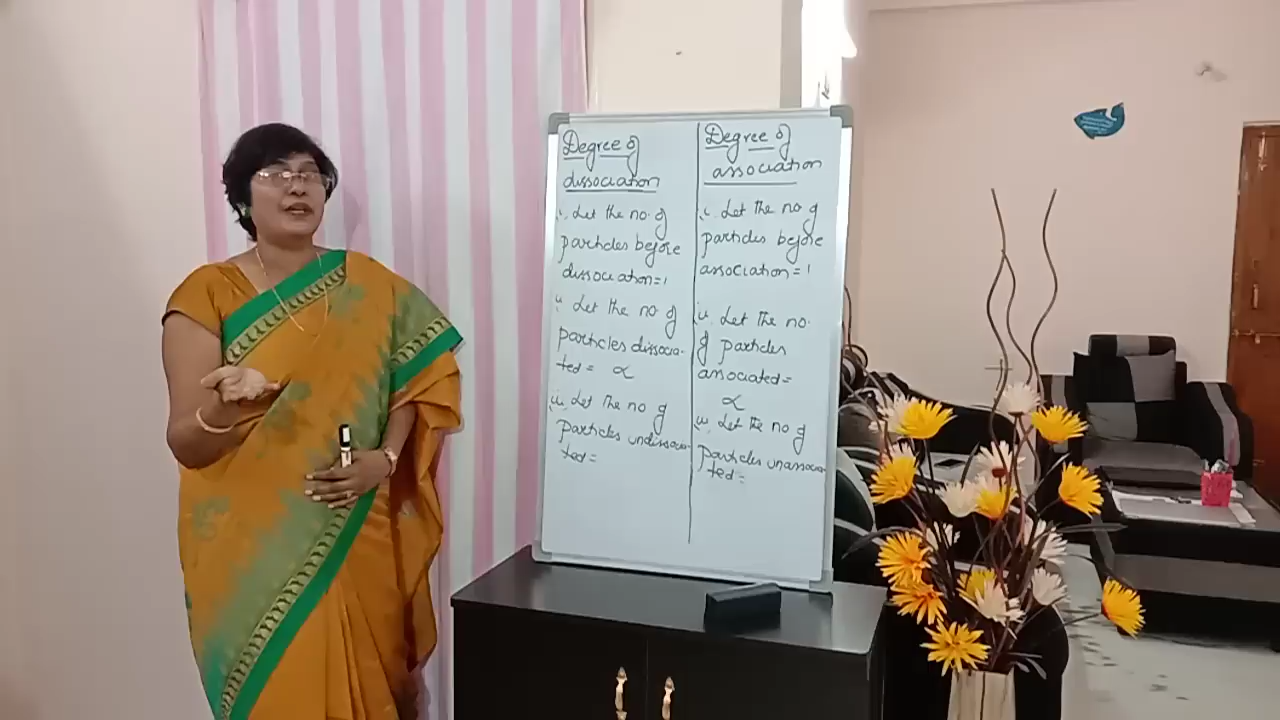 Degree of
dissociation
i. Let the no. of
particles before
dissociation=1
ii. Let the no of
particles dissocia-
ted= α
iii. Let the no of
particles undissocia-
ted=
Degree of
association
i. Let the no of
particles before
association=1
ii. Let the no.
of particles
associated=
α
iii. Let the no of
particles unassocia-
ted=